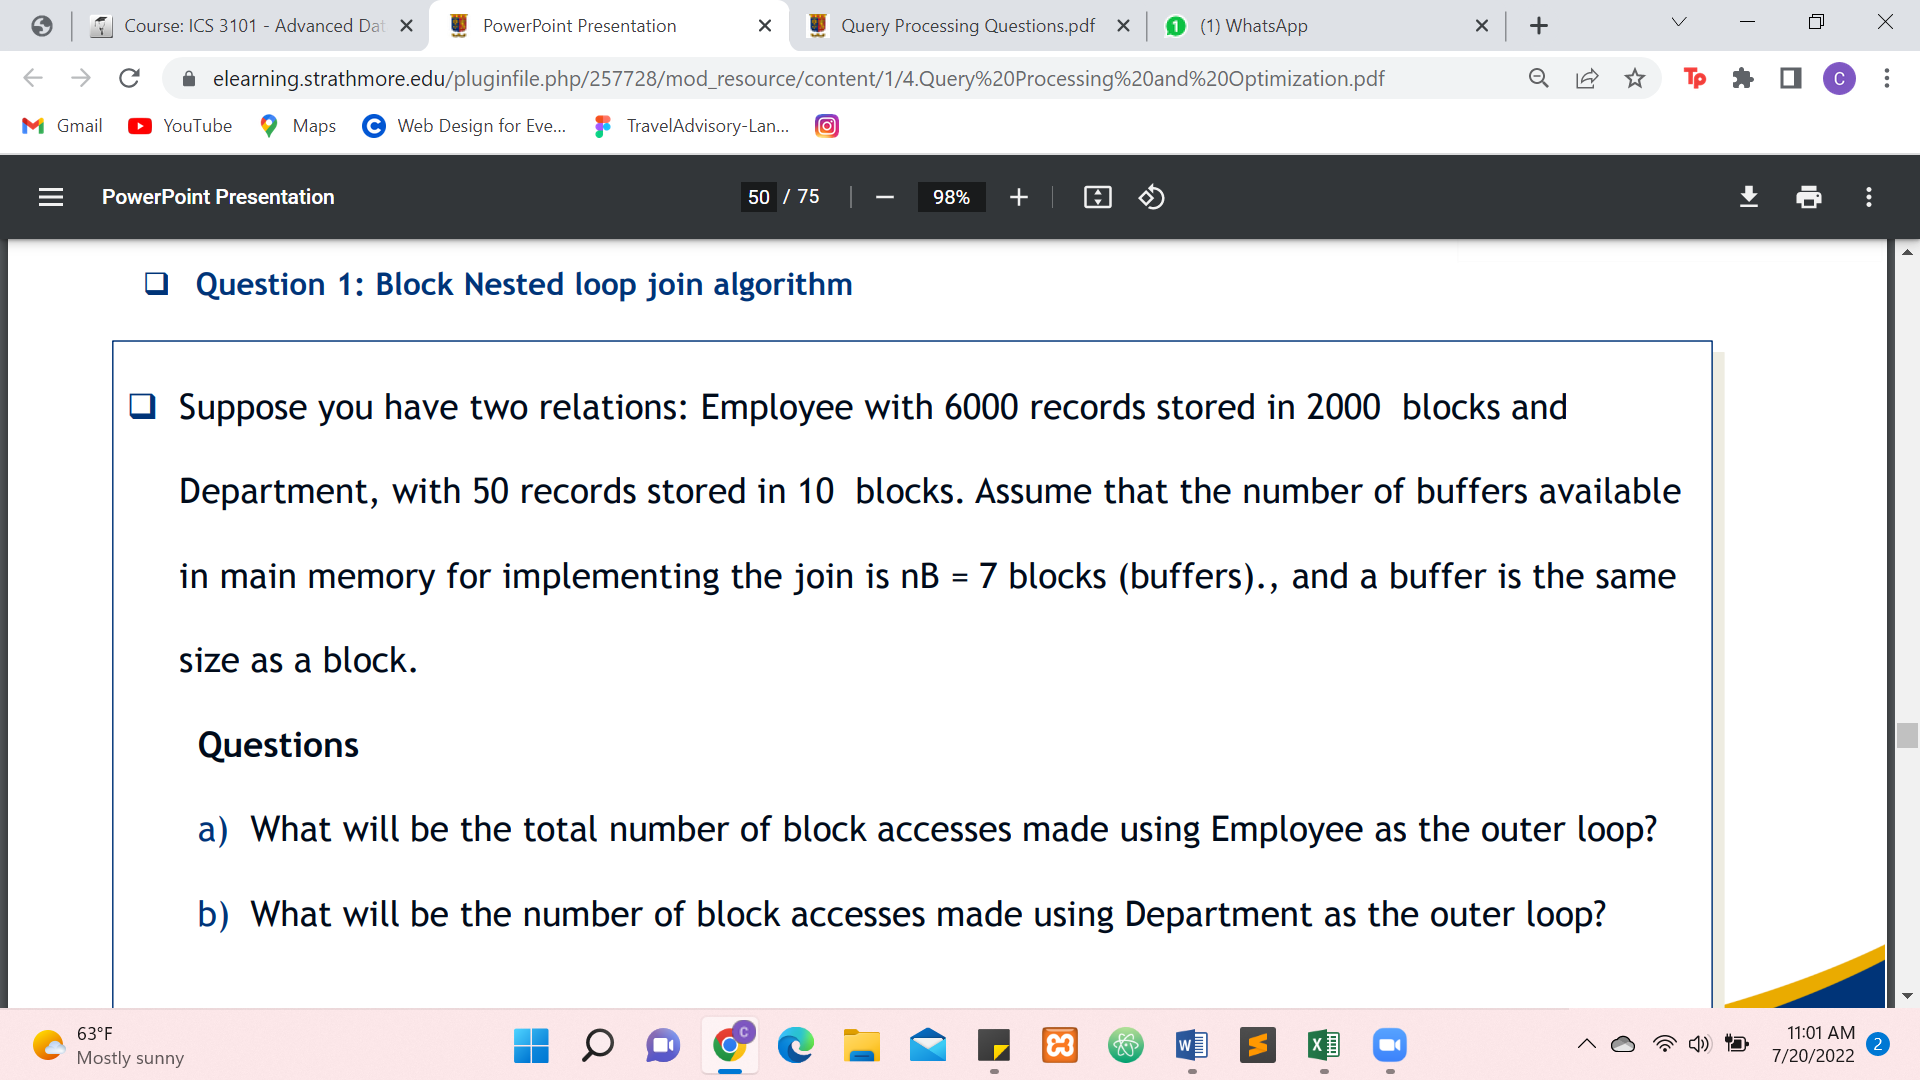 Course: ICS 3101 - Advanced Dat
PowerPoint Presentation
Query Processing Questions.pdf
(1) WhatsApp
elearning.strathmore.edu/pluginfile.php/257728/mod_resource/content/1/4.Query%20Processing%20and%20Optimization.pdf
Tp
C
Gmail
YouTube
Maps
Web Design for Eve...
TravelAdvisory-Lan...
PowerPoint Presentation
50 / 75
98%
Question 1: Block Nested loop join algorithm
Suppose you have two relations: Employee with 6000 records stored in 2000 blocks and
Department, with 50 records stored in 10 blocks. Assume that the number of buffers available
in main memory for implementing the join is nB = 7 blocks (buffers)., and a buffer is the same
size as a block.
Questions
a) What will be the total number of block accesses made using Employee as the outer loop?
b) What will be the number of block accesses made using Department as the outer loop?
63°F
Mostly sunny
11:01 AM
7/20/2022
2